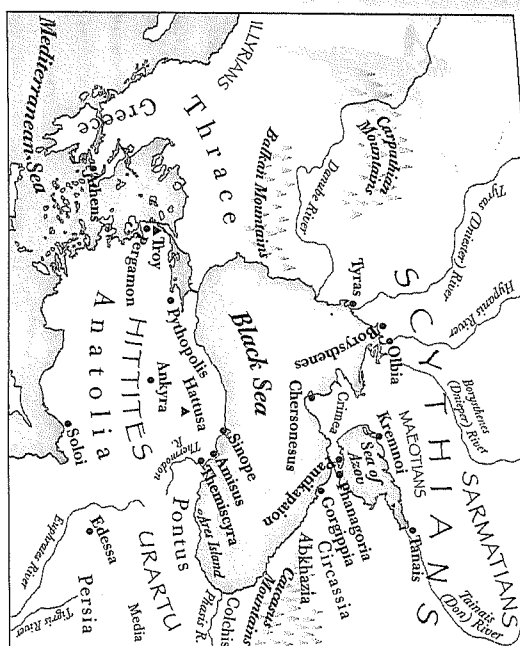 ILLYRIANS
Mediterranean Sea
Greece
Thrace
Athens
Balkan Mountains
Carpathian
Mountains
Danube River
Tyras (Dniester) River
Hypanis River
Borysthenes
(Dnieper) River
SCYTHIANS
SARMATIANS
MAEOTIANS
Tyras
Borysthenes
Olbia
Kremnoi
Tanais
Tainais
(Don) River
Sea of
Azov
Crimea
Chersonesus
Pantikapaion
Phanagoria
Gorgippia
Circassia
Abkhazia
Caucasus
Mountains
Colchis
Phasis R.
Black Sea
Troy
Pergamon
Pythopolis
HITTITES
Anatolia
Ankyra
Hattusa
Sinope
Amisus
Themiscyra
Thermodon
R.
Ares Island
Pontus
Soloi
URARTU
Media
Edessa
Persia
Euphrates River
Tigris River